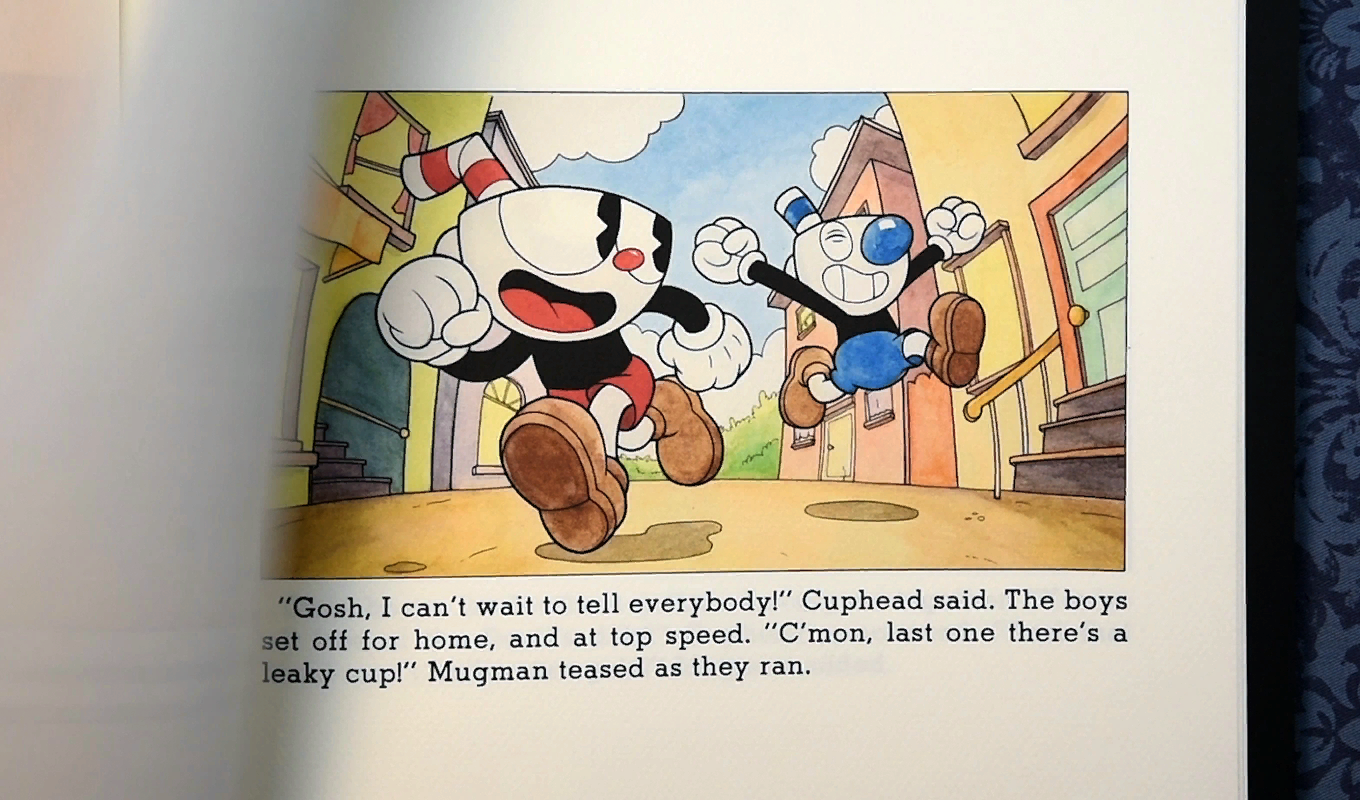 "Gosh, I can't wait to tell everybody!" Cuphead said. The boys
set off for home, and at top speed. "C'mon, last one there's a
leaky cup!" Mugman teased as they ran.